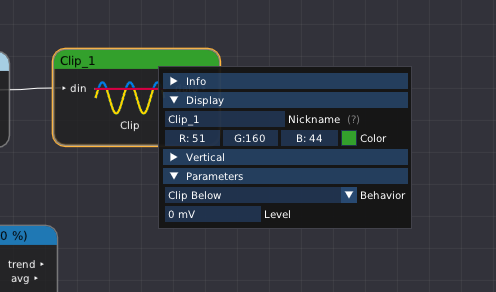 Clip_1
din
Clip
Info
Display
Clip_1 Nickname (?)
R: 51 G:160 B: 44 Color
Vertical
Parameters
Clip Below Behavior
0 mV Level
0 %)
trend
avg